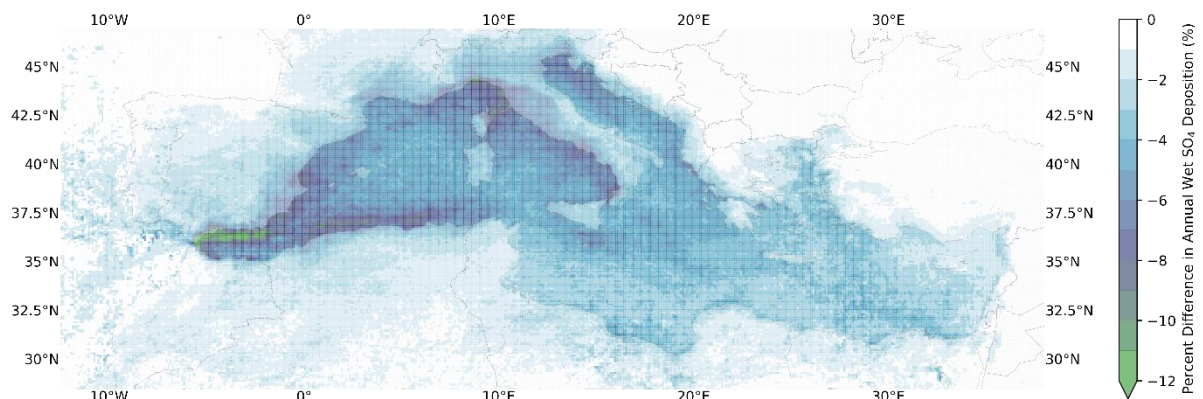 10°W 0° 10°E 20°E 30°E
45°N 45°N
42.5°N 42.5°N
40°N 40°N
37.5°N 37.5°N
35°N 35°N
32.5°N 32.5°N
30°N 30°N
10°W 0° 10°E 20°E 30°E
0
−2
−4
−6
−8
−10
−12
Percent Difference in Annual Wet SO₄ Deposition (%)